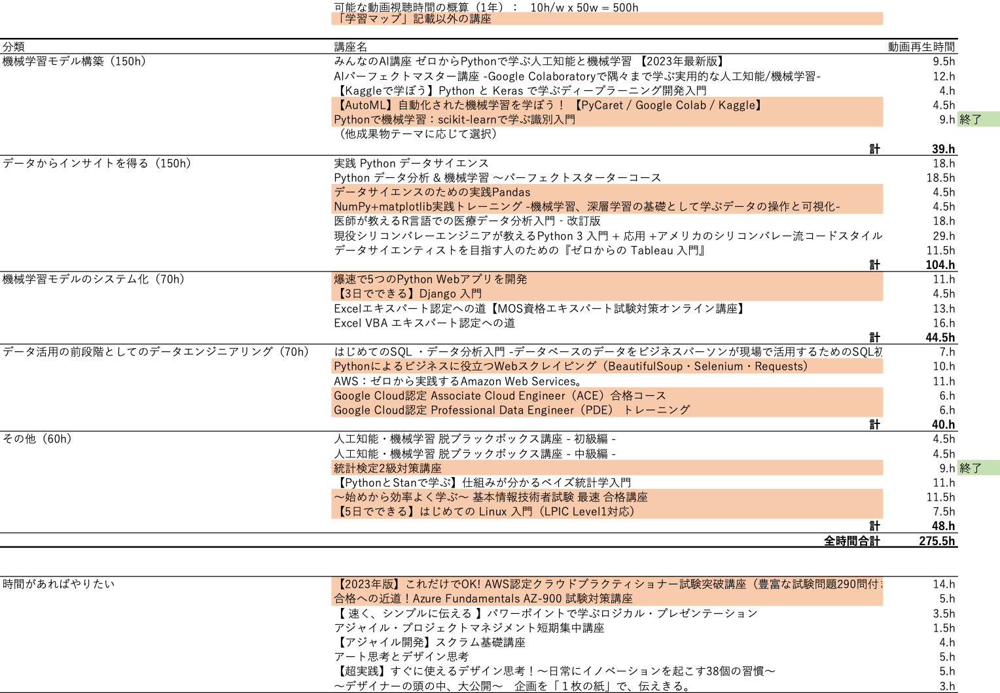 可能な動画視聴時間の概算（1年）： 10h/w x 50w = 500h
「学習マップ」記載以外の講座
分類 講座名 動画再生時間
機械学習モデル構築（150h） みんなのAI講座 ゼロからPythonで学ぶ人工知能と機械学習 【2023年最新版】 9.5h
AIパーフェクトマスター講座 -Google Colaboratoryで隅々まで学ぶ実用的な人工知能/機械学習- 12.h
【Kaggleで学ぼう】Python と Keras で学ぶディープラーニング開発入門 4.h
【AutoML】自動化された機械学習を学ぼう！ 【PyCaret / Google Colab / Kaggle】 4.5h
Pythonで機械学習：scikit-learnで学ぶ識別入門 9.h 終了
（他成果物テーマに応じて選択）
計 39.h
データからインサイトを得る（150h） 実践 Python データサイエンス 18.h
Python データ分析 & 機械学習 〜パーフェクトスターターコース 18.5h
データサイエンスのための実践Pandas 4.5h
NumPy+matplotlib実践トレーニング -機械学習、深層学習の基礎として学ぶデータの操作と可視化- 4.5h
医師が教えるR言語での医療データ分析入門 - 改訂版 18.h
現役シリコンバレーエンジニアが教えるPython 3 入門 + 応用 +アメリカのシリコンバレー流コードスタイル 29.h
データサイエンティストを目指す人のための『ゼロからの Tableau 入門』 11.5h
計 104.h
機械学習モデルのシステム化（70h） 爆速で5つのPython Webアプリを開発 11.h
【3日でできる】Django 入門 4.5h
Excelエキスパート認定への道【MOS資格エキスパート試験対策オンライン講座】 13.h
Excel VBA エキスパート認定への道 16.h
計 44.5h
データ活用の前段階としてのデータエンジニアリング（70h） はじめてのSQL ・データ分析入門 -データベースのデータをビジネスパーソンが現場で活用するためのSQL初 7.h
Pythonによるビジネスに役立つWebスクレイピング（BeautifulSoup・Selenium・Requests） 10.h
AWS：ゼロから実践するAmazon Web Services。 11.h
Google Cloud認定 Associate Cloud Engineer（ACE）合格コース 6.h
Google Cloud認定 Professional Data Engineer（PDE） トレーニング 6.h
計 40.h
その他（60h） 人工知能・機械学習 脱ブラックボックス講座 - 初級編 - 4.5h
人工知能・機械学習 脱ブラックボックス講座 - 中級編 - 4.5h
統計検定2級対策講座 9.h 終了
【PythonとStanで学ぶ】仕組みが分かるベイズ統計学入門 11.h
〜始めから効率よく学ぶ〜 基本情報技術者試験 最速 合格講座 11.5h
【5日でできる】はじめての Linux 入門（LPIC Level1対応） 7.5h
計 48.h
全時間合計 275.5h
時間があればやりたい 【2023年版】これだけでOK! AWS認定クラウドプラクティショナー試験突破講座（豊富な試験問題290問付 14.h
合格への近道！Azure Fundamentals AZ-900 試験対策講座 5.h
【 速く、シンプルに伝える 】パワーポイントで学ぶロジカル・プレゼンテーション 3.5h
アジャイル・プロジェクトマネジメント短期集中講座 1.5h
【アジャイル開発】スクラム基礎講座 4.h
アート思考とデザイン思考 5.h
【超実践】すぐに使えるデザイン思考！〜日常にイノベーションを起こす38個の習慣〜 5.h
〜デザイナーの頭の中、大公開〜 企画を「１枚の紙」で、伝えきる。 3.h